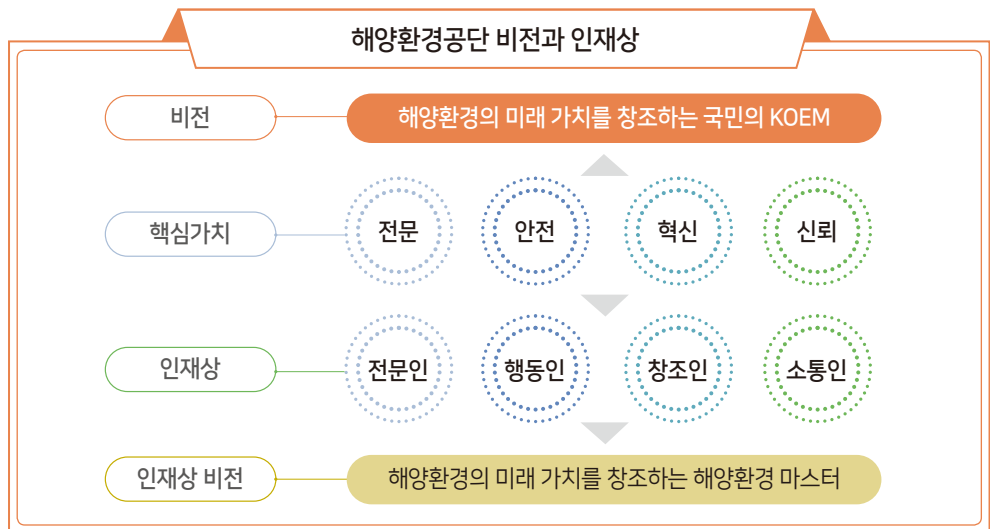 해양환경공단 비전과 인재상
비전
해양환경의 미래 가치를 창조하는 국민의 KOEM
핵심가치
전문
안전
혁신
신뢰
인재상
전문인
행동인
창조인
소통인
인재상 비전
해양환경의 미래 가치를 창조하는 해양환경 마스터